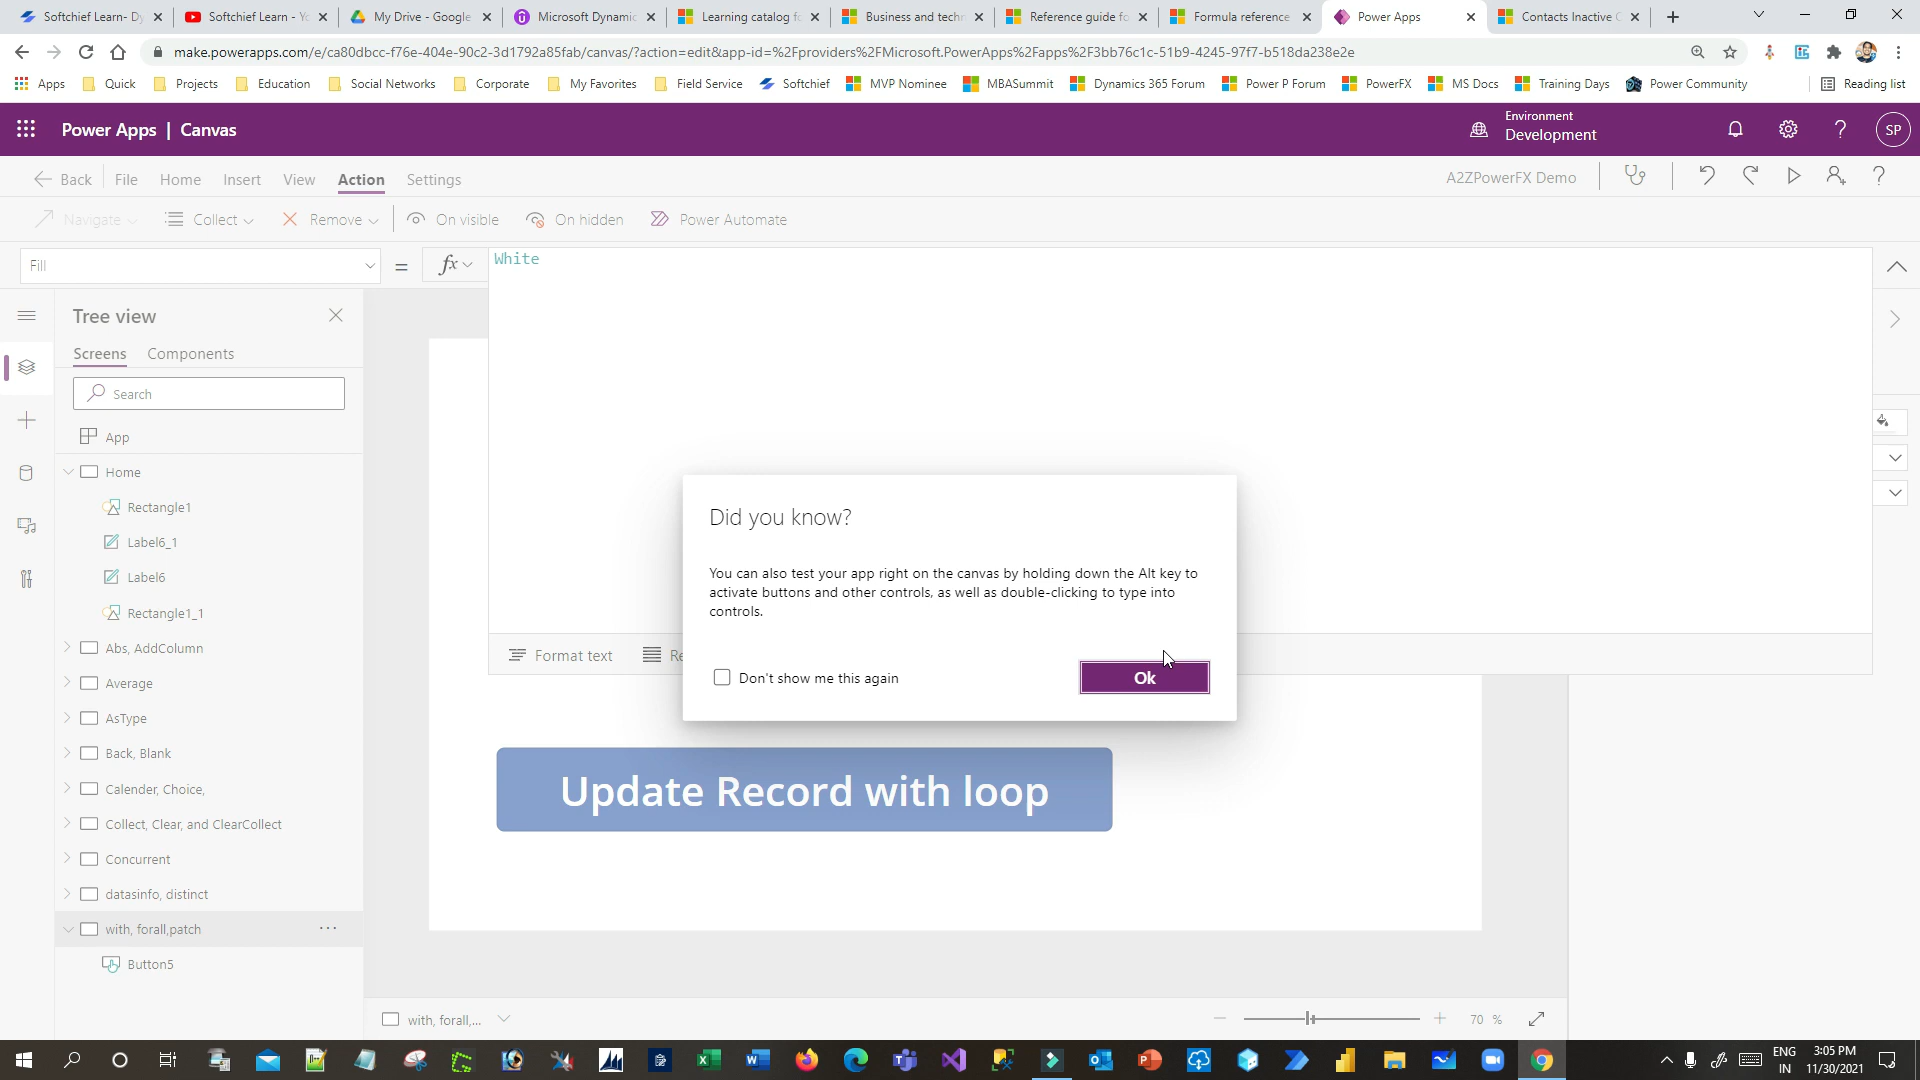 Softchief Learn- Dy
Softchief Learn - Yo
My Drive - Google
Microsoft Dynamic
Learning catalog f
Business and techn
Reference guide fo
Formula reference
Power Apps
Contacts Inactive C
make.powerapps.com/e/ca80dbcc-f76e-404e-90c2-3d1792a85fab/canvas/?action=edit&app-id=%2Fproviders%2FMicrosoft.PowerApps%2Fapps%2F3bb76c1c-51b9-4245-97f7-b518da238e2e
Apps Quick Projects Education Social Networks Corporate My Favorites Field Service Softchief MVP Nominee MBASummit Dynamics 365 Forum Power P Forum PowerFX MS Docs Training Days Power Community Reading list
Power Apps | Canvas
Environment
Development
SP
Back File Home Insert View Action Settings
A2ZPowerFX Demo
Navigate Collect Remove On visible On hidden Power Automate
Fill = fx White
Tree view
Screens Components
Search
App
Home
Rectangle1
Label6_1
Label6
Rectangle1_1
Abs, AddColumn
Average
AsType
Back, Blank
Calender, Choice,
Collect, Clear, and ClearCollect
Concurrent
datasinfo, distinct
with, forall,patch
Button5
Format text
Re
Did you know?
You can also test your app right on the canvas by holding down the Alt key to
activate buttons and other controls, as well as double-clicking to type into
controls.
Don't show me this again
Ok
Update Record with loop
with, forall,...
70 %
ENG
IN
3:05 PM
11/30/2021